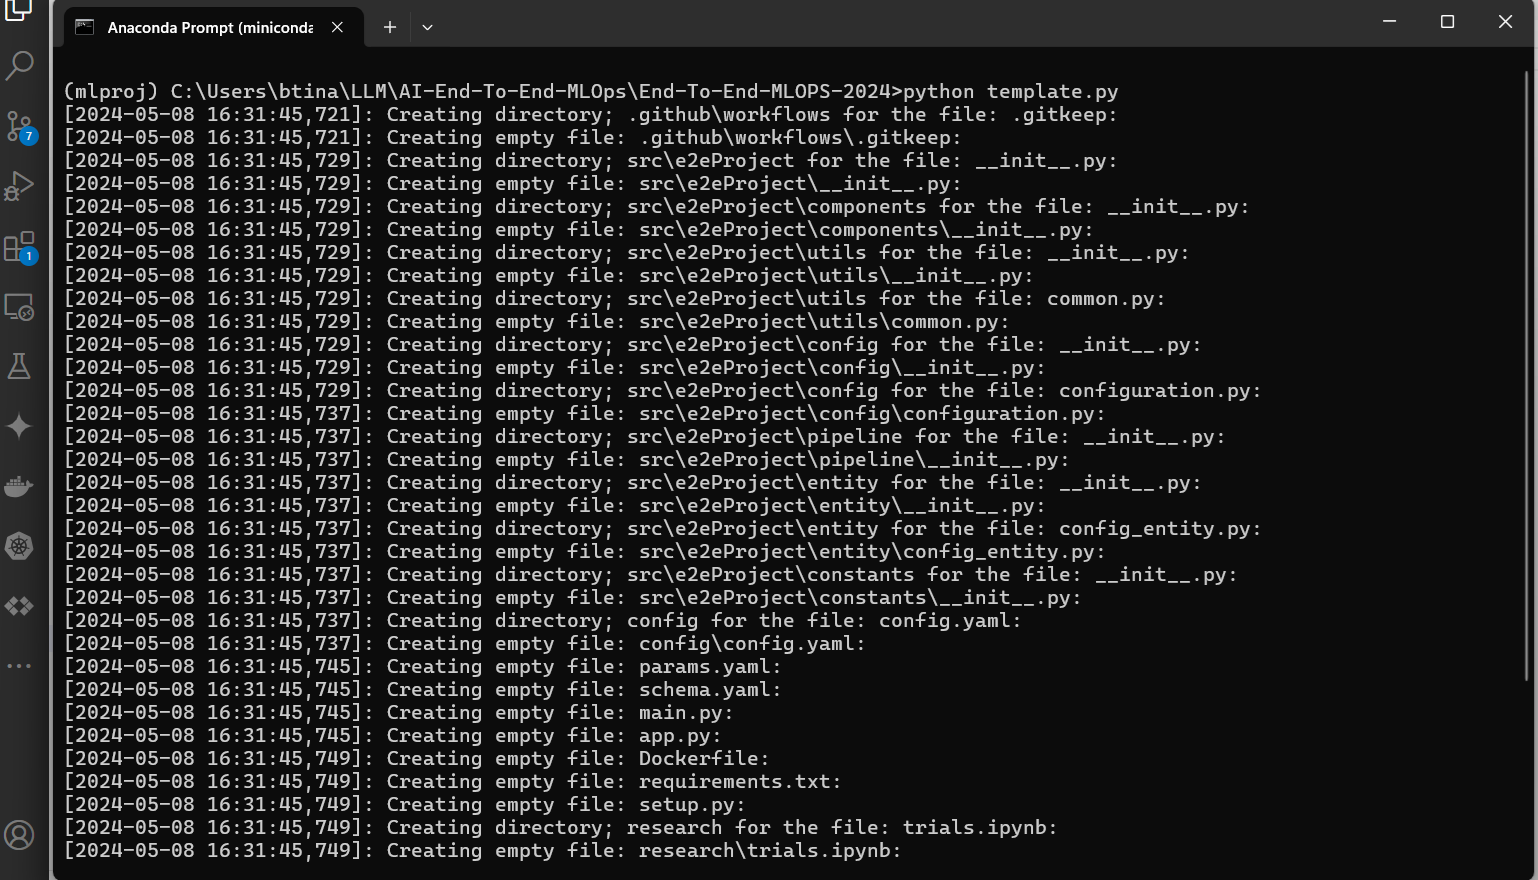 Anaconda Prompt (miniconda
(mlproj) C:\Users\btina\LLM\AI-End-To-End-MLOps\End-To-End-MLOPS-2024>python template.py
[2024-05-08 16:31:45,721]: Creating directory; .github\workflows for the file: .gitkeep:
[2024-05-08 16:31:45,721]: Creating empty file: .github\workflows\.gitkeep:
[2024-05-08 16:31:45,729]: Creating directory; src\e2eProject for the file: __init__.py:
[2024-05-08 16:31:45,729]: Creating empty file: src\e2eProject\__init__.py:
[2024-05-08 16:31:45,729]: Creating directory; src\e2eProject\components for the file: __init__.py:
[2024-05-08 16:31:45,729]: Creating empty file: src\e2eProject\components\__init__.py:
[2024-05-08 16:31:45,729]: Creating directory; src\e2eProject\utils for the file: __init__.py:
[2024-05-08 16:31:45,729]: Creating empty file: src\e2eProject\utils\__init__.py:
[2024-05-08 16:31:45,729]: Creating directory; src\e2eProject\utils for the file: common.py:
[2024-05-08 16:31:45,729]: Creating empty file: src\e2eProject\utils\common.py:
[2024-05-08 16:31:45,729]: Creating directory; src\e2eProject\config for the file: __init__.py:
[2024-05-08 16:31:45,729]: Creating empty file: src\e2eProject\config\__init__.py:
[2024-05-08 16:31:45,729]: Creating directory; src\e2eProject\config for the file: configuration.py:
[2024-05-08 16:31:45,737]: Creating empty file: src\e2eProject\config\configuration.py:
[2024-05-08 16:31:45,737]: Creating directory; src\e2eProject\pipeline for the file: __init__.py:
[2024-05-08 16:31:45,737]: Creating empty file: src\e2eProject\pipeline\__init__.py:
[2024-05-08 16:31:45,737]: Creating directory; src\e2eProject\entity for the file: __init__.py:
[2024-05-08 16:31:45,737]: Creating empty file: src\e2eProject\entity\__init__.py:
[2024-05-08 16:31:45,737]: Creating directory; src\e2eProject\entity for the file: config_entity.py:
[2024-05-08 16:31:45,737]: Creating empty file: src\e2eProject\entity\config_entity.py:
[2024-05-08 16:31:45,737]: Creating directory; src\e2eProject\constants for the file: __init__.py:
[2024-05-08 16:31:45,737]: Creating empty file: src\e2eProject\constants\__init__.py:
[2024-05-08 16:31:45,737]: Creating directory; config for the file: config.yaml:
[2024-05-08 16:31:45,737]: Creating empty file: config\config.yaml:
[2024-05-08 16:31:45,745]: Creating empty file: params.yaml:
[2024-05-08 16:31:45,745]: Creating empty file: schema.yaml:
[2024-05-08 16:31:45,745]: Creating empty file: main.py:
[2024-05-08 16:31:45,745]: Creating empty file: app.py:
[2024-05-08 16:31:45,749]: Creating empty file: Dockerfile:
[2024-05-08 16:31:45,749]: Creating empty file: requirements.txt:
[2024-05-08 16:31:45,749]: Creating empty file: setup.py:
[2024-05-08 16:31:45,749]: Creating directory; research for the file: trials.ipynb:
[2024-05-08 16:31:45,749]: Creating empty file: research\trials.ipynb:
7
1